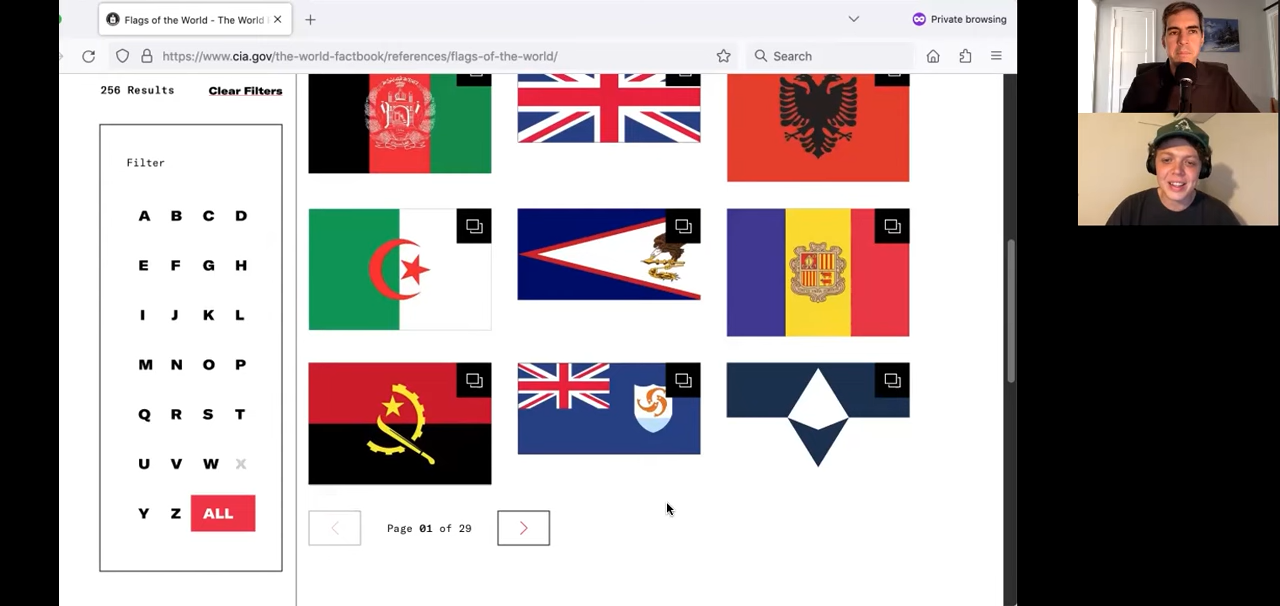 Flags of the World - The World
Private browsing
https://www.cia.gov/the-world-factbook/references/flags-of-the-world/
Search
256 Results
Clear Filters
Filter
A B C D
E F G H
I J K L
M N O P
Q R S T
U V W X
Y Z ALL
Page 01 of 29